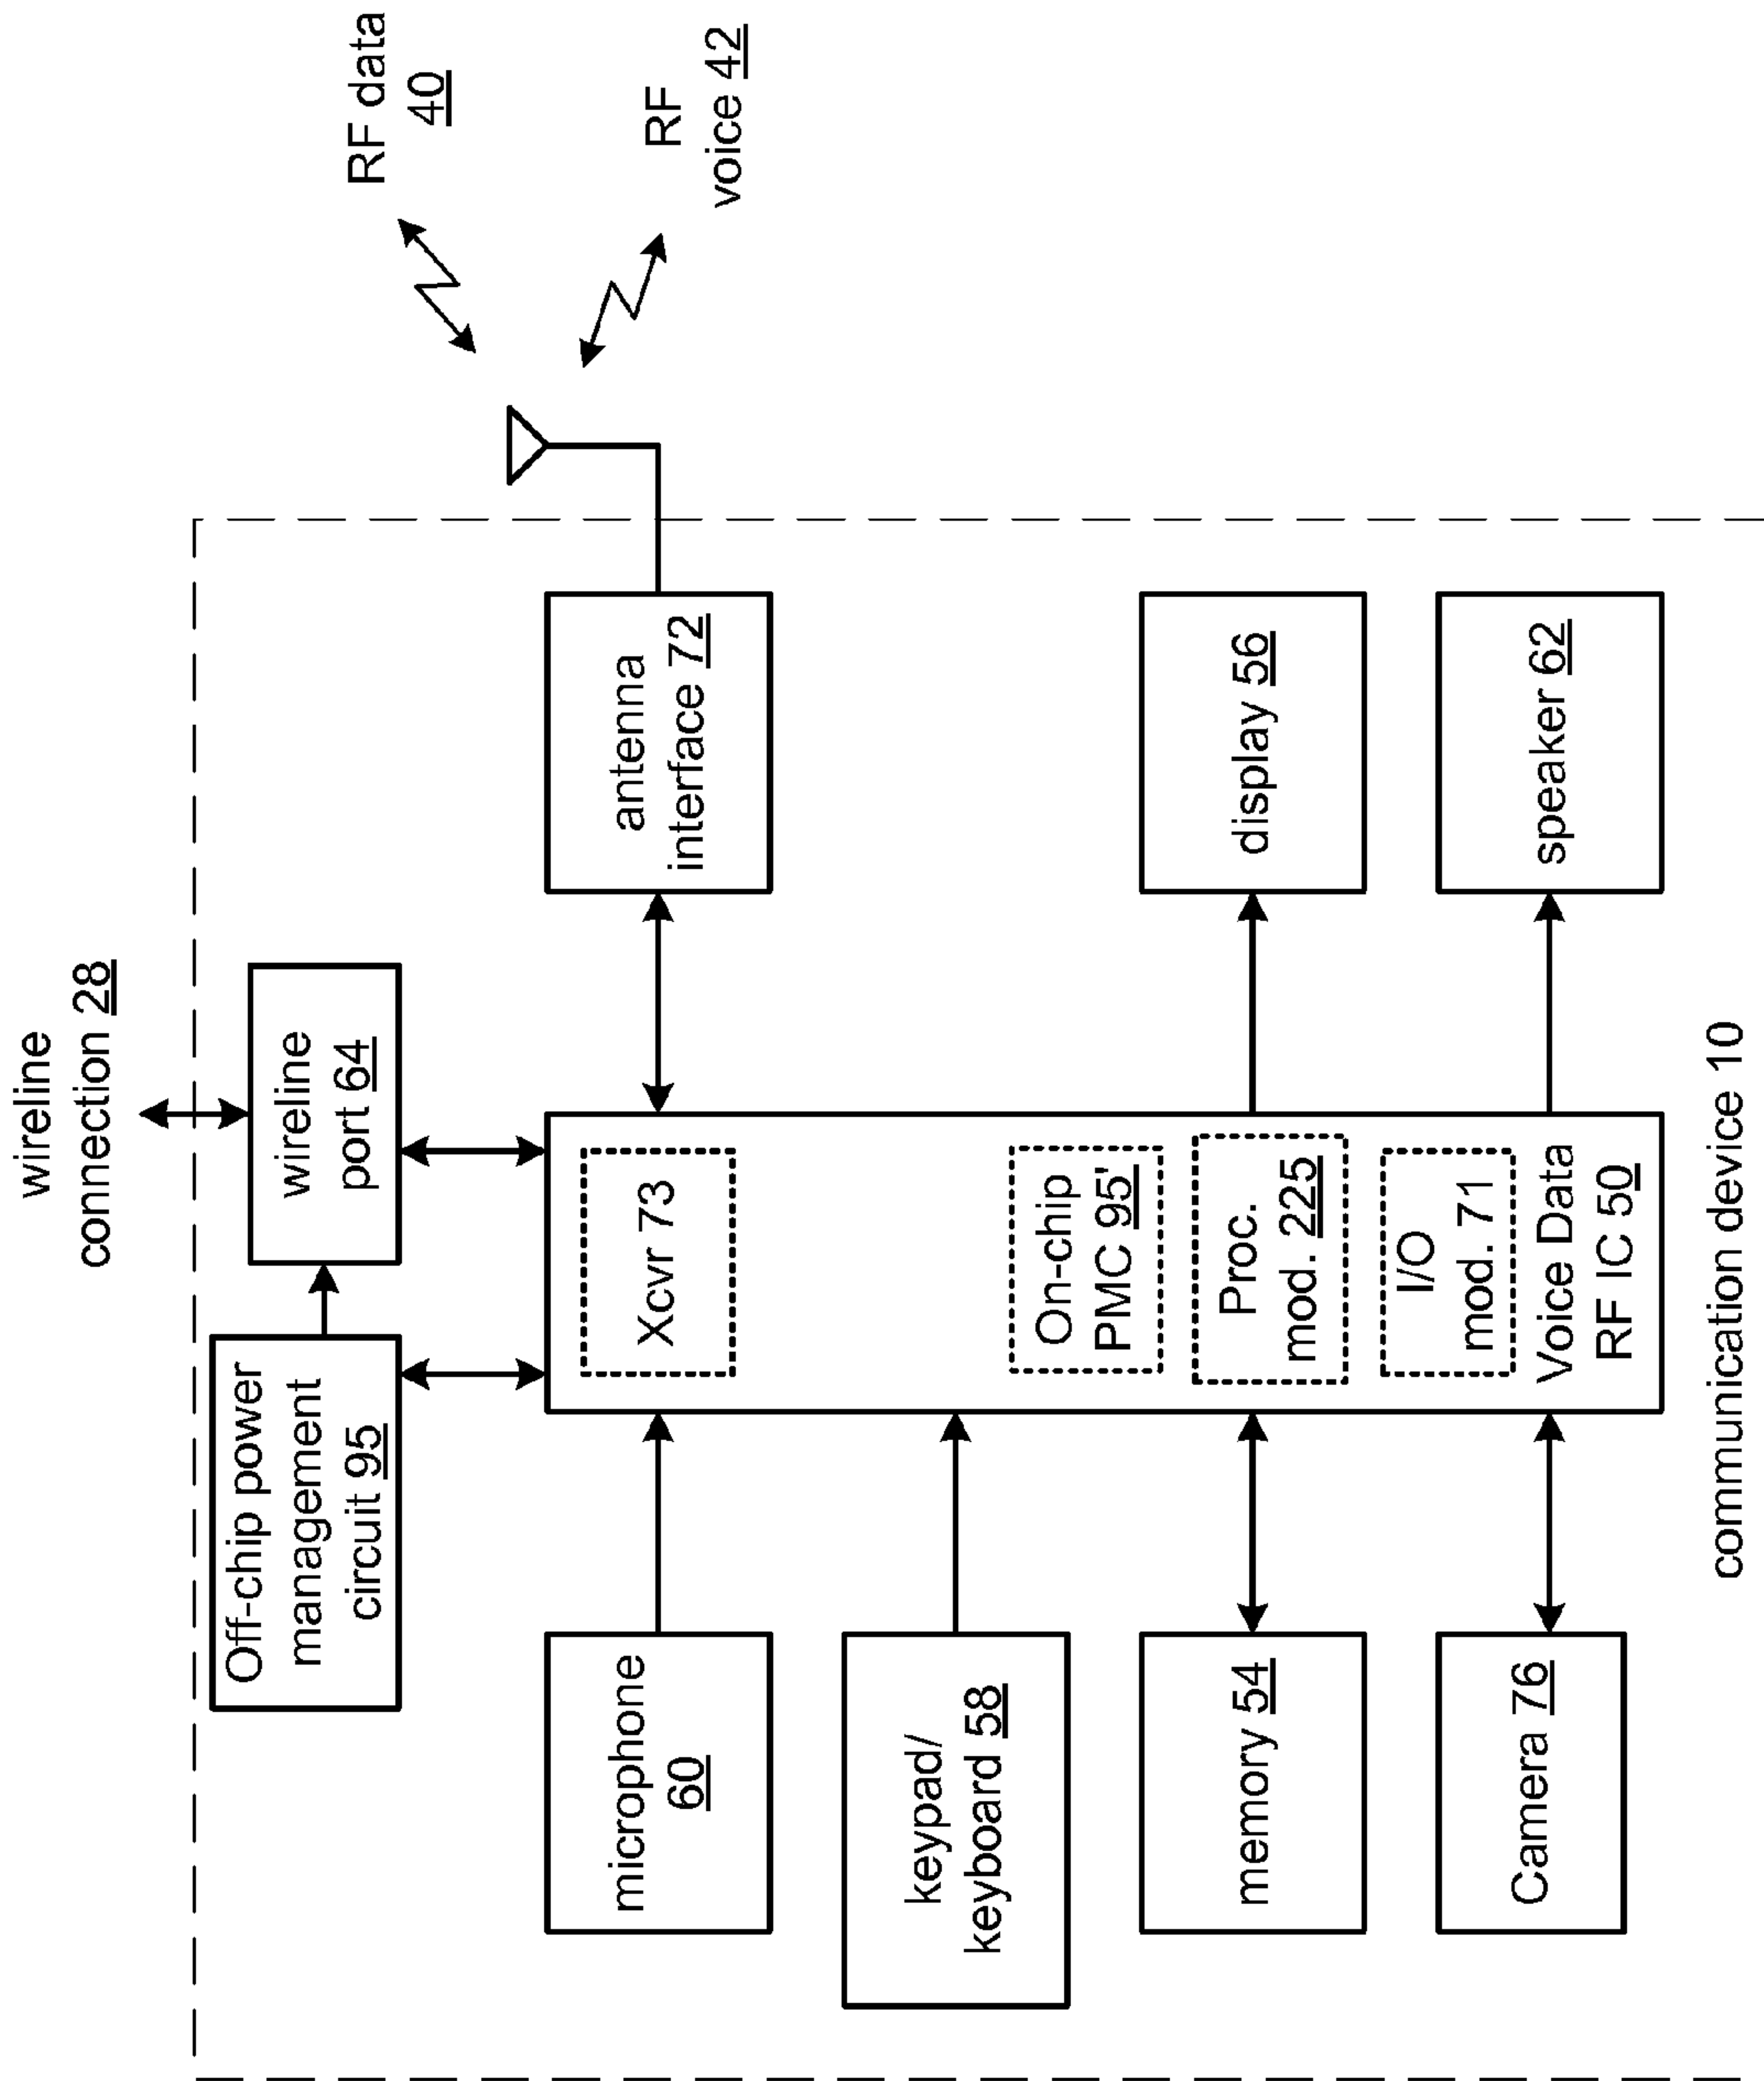 wireline
connection 28
RF data
40
RF
voice 42
Off-chip power
management
circuit 95
wireline
port 64
microphone
60
Xcvr 73
antenna
interface 72
keypad/
keyboard 58
On-chip
PMC 95'
memory 54
Proc.
mod. 225
display 56
Camera 76
I/O
mod. 71
Voice Data
RF IC 50
speaker 62
communication device 10